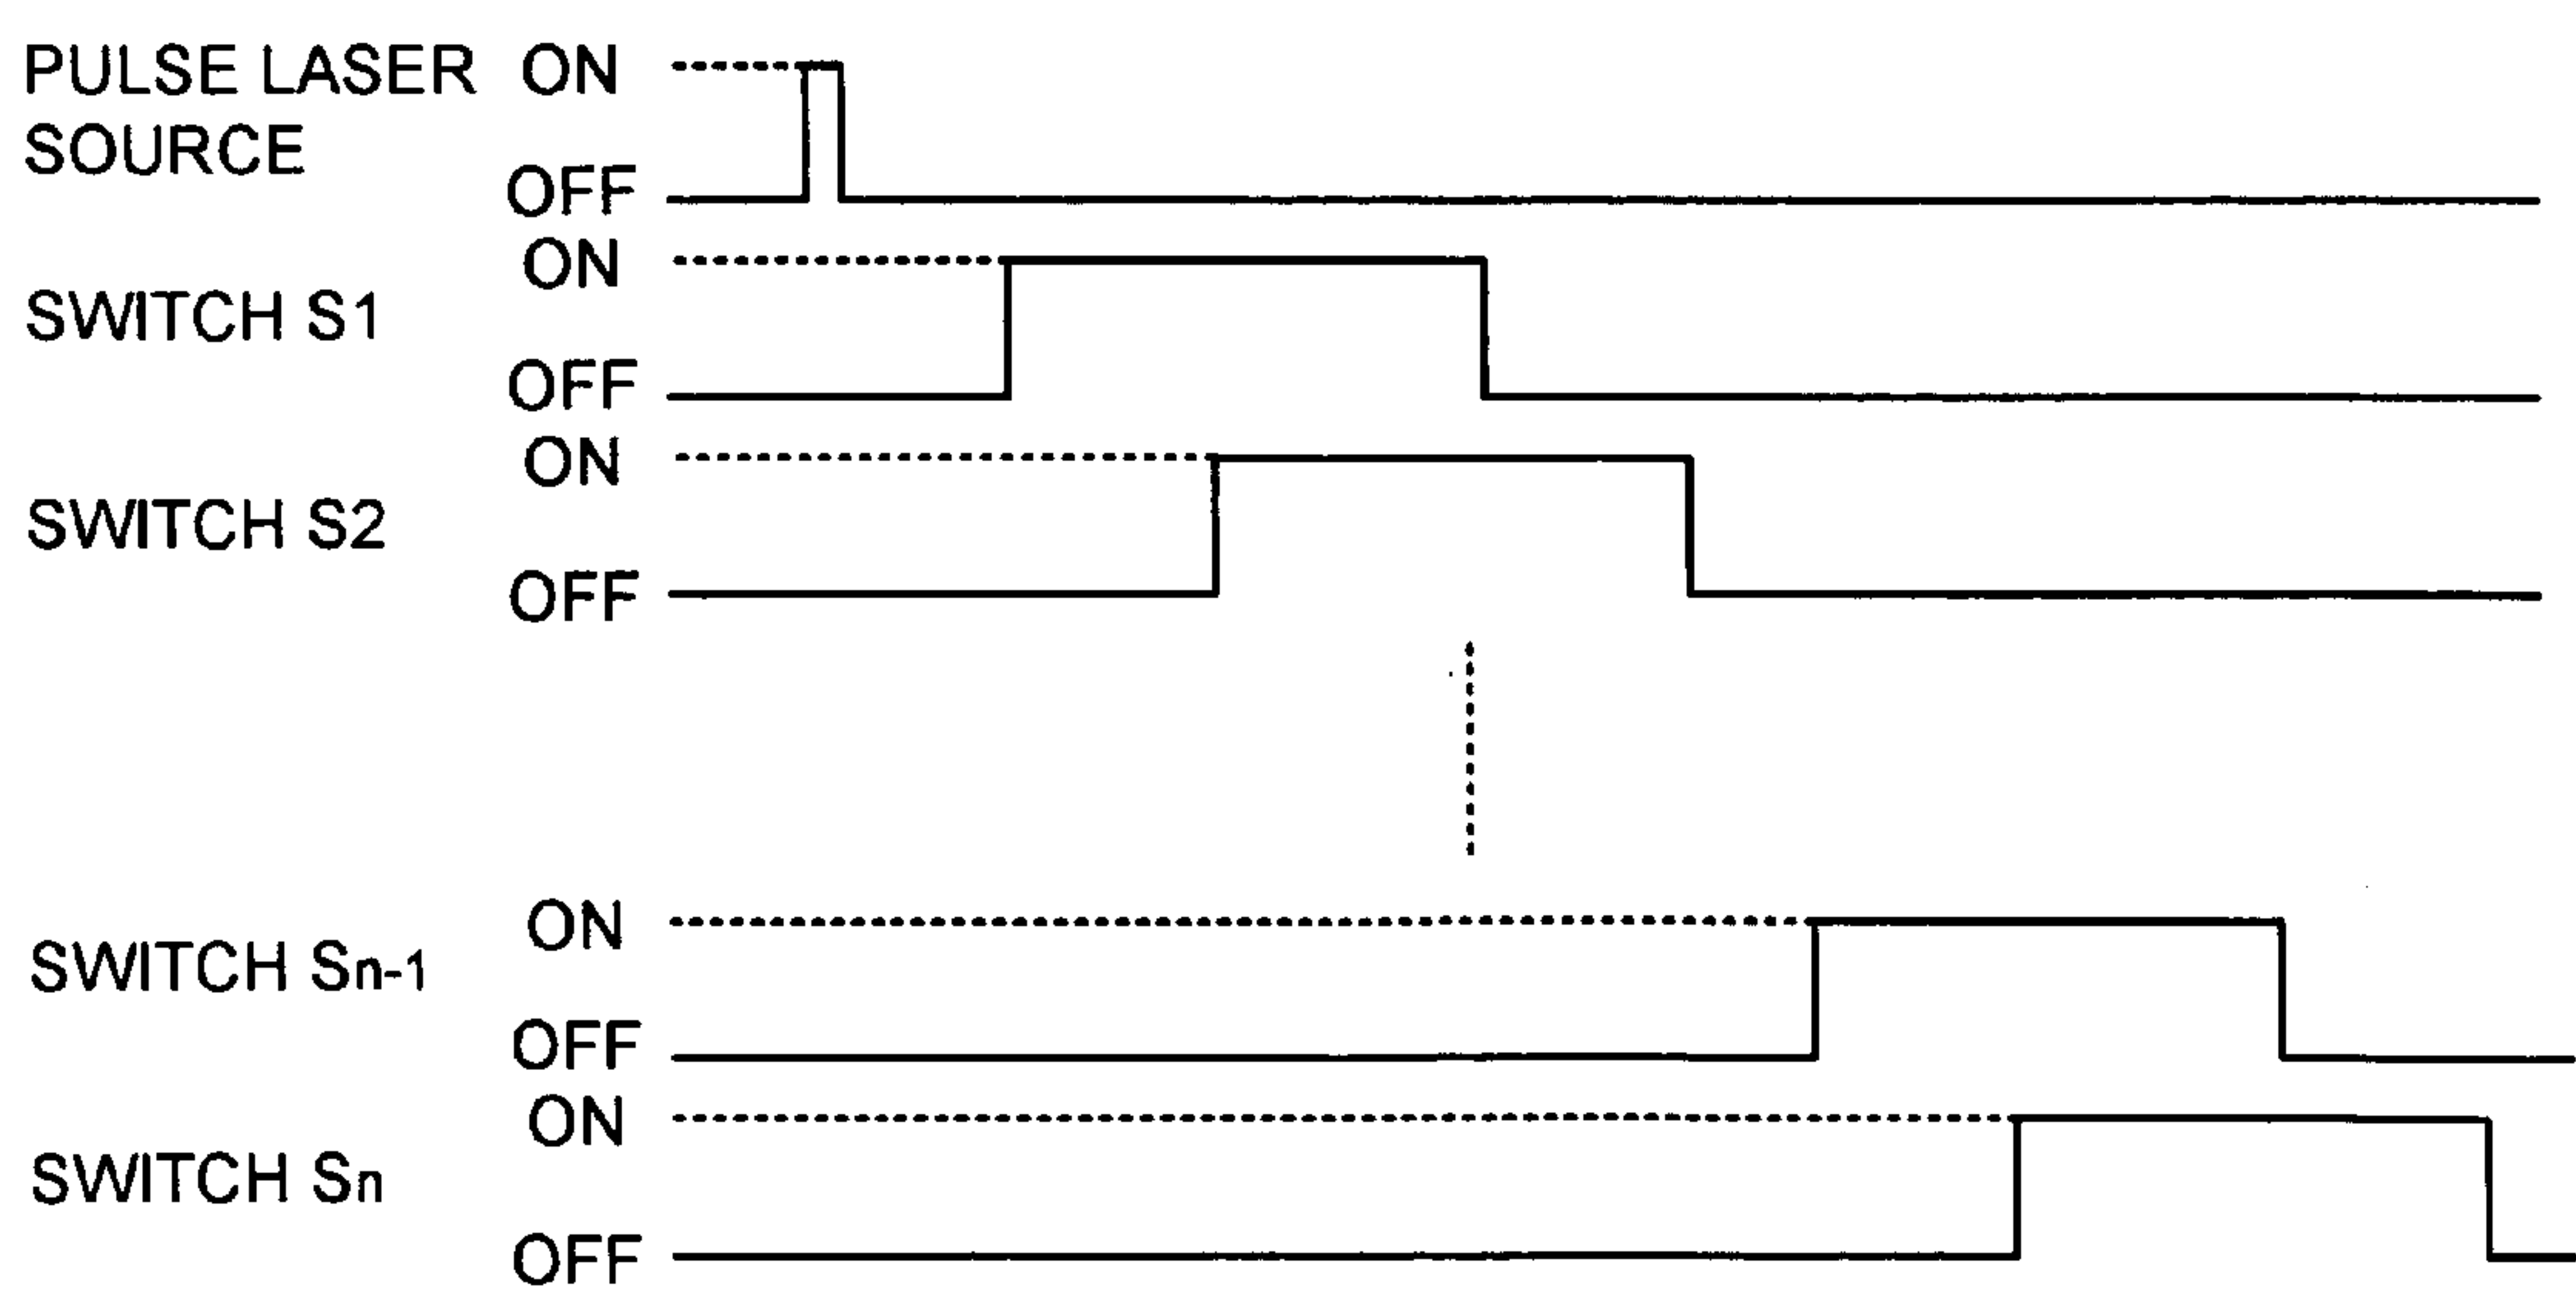 PULSE LASER SOURCE ON
OFF
SWITCH S1 ON
OFF
SWITCH S2 ON
OFF
SWITCH Sn-1 ON
OFF
SWITCH Sn ON
OFF